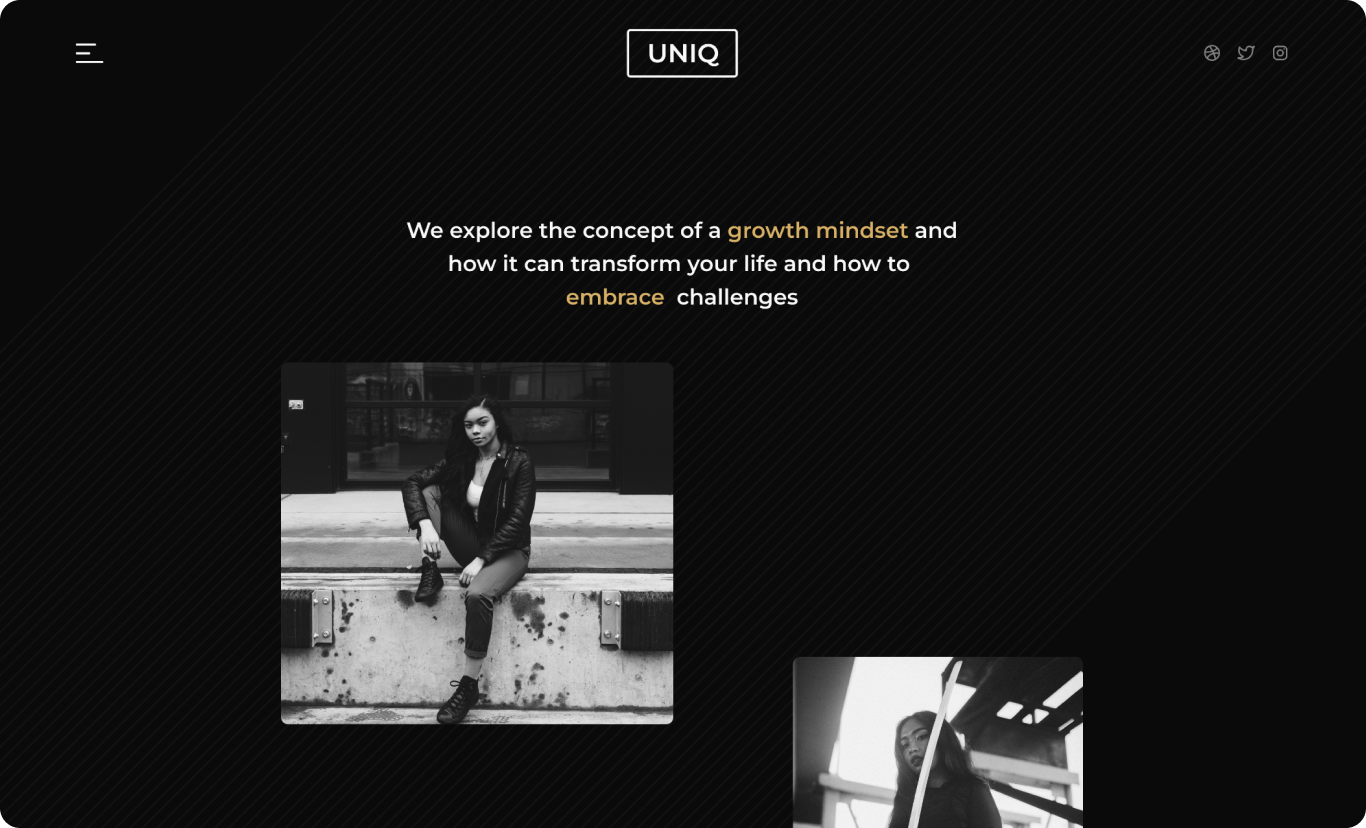 UNIQ
We explore the concept of a growth mindset and
how it can transform your life and how to
embrace challenges